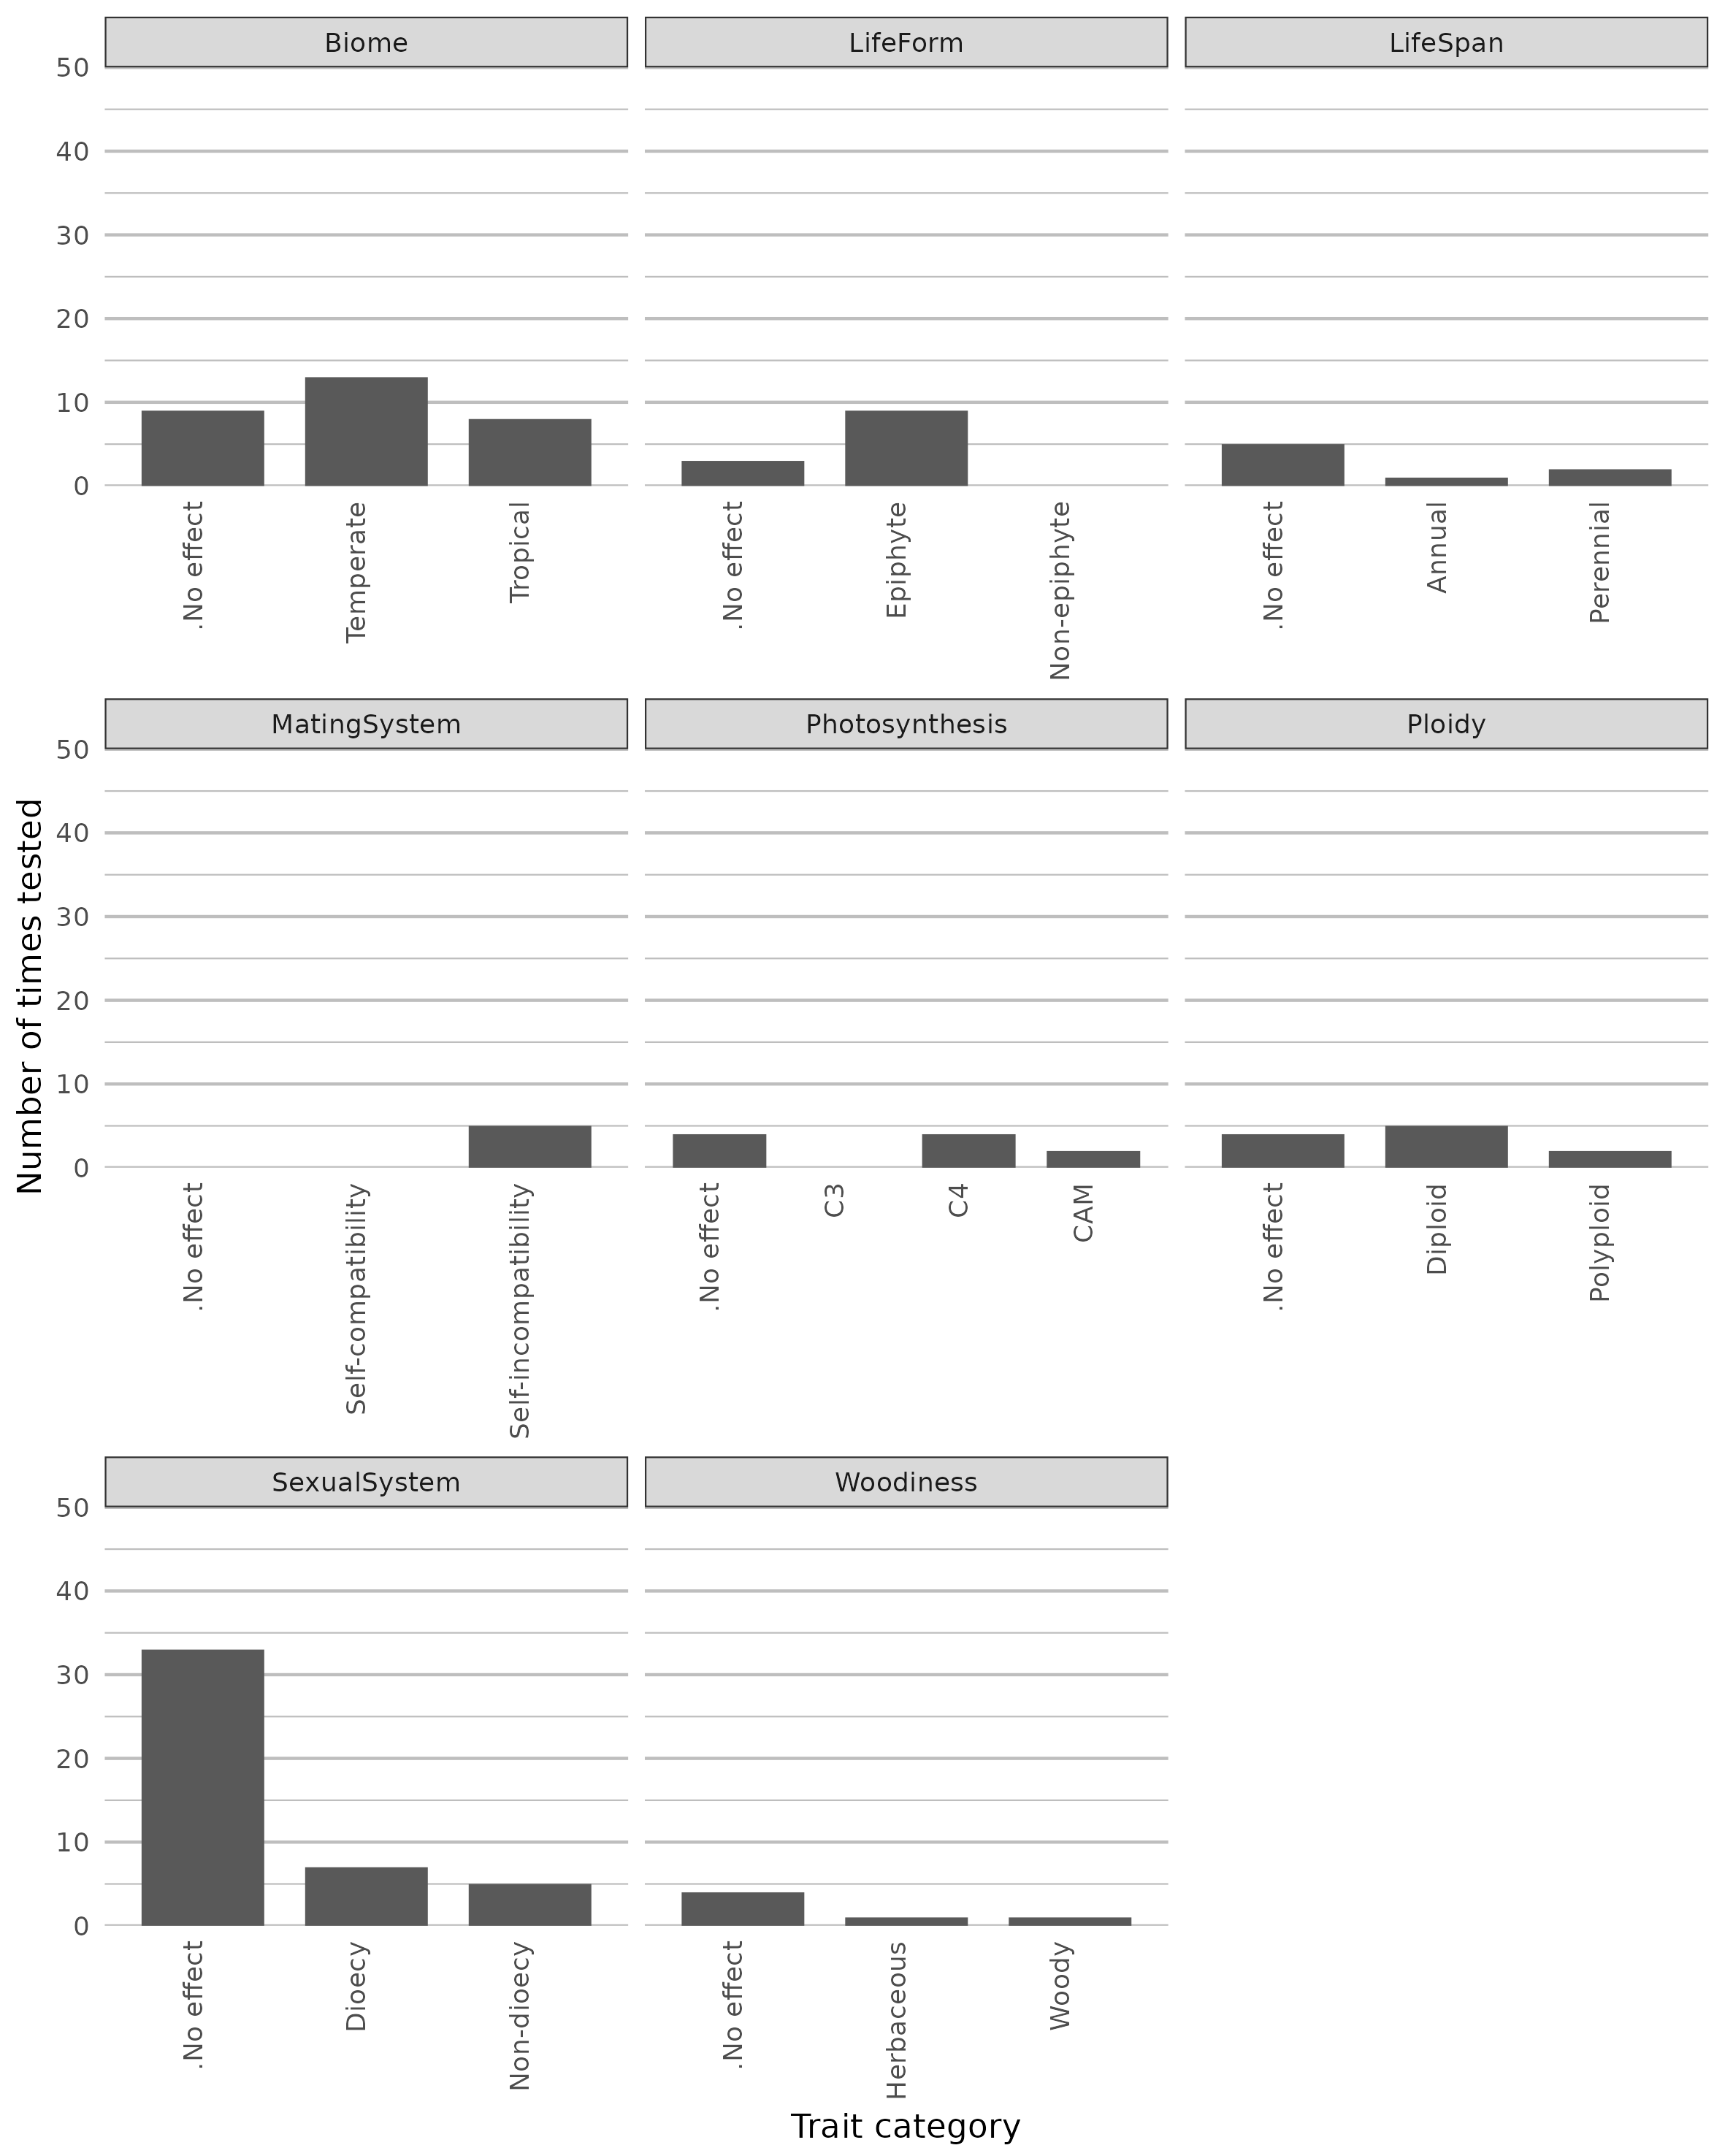 Biome
LifeForm
LifeSpan
50
40
30
20
10
0
.No effect
Temperate
Tropical
.No effect
Epiphyte
Non-epiphyte
.No effect
Annual
Perennial
MatingSystem
Photosynthesis
Ploidy
50
40
30
20
10
0
Number of times tested
.No effect
Self-compatibility
Self-incompatibility
.No effect
C3
C4
CAM
.No effect
Diploid
Polyploid
SexualSystem
Woodiness
50
40
30
20
10
0
.No effect
Dioecy
Non-dioecy
.No effect
Herbaceous
Woody
Trait category